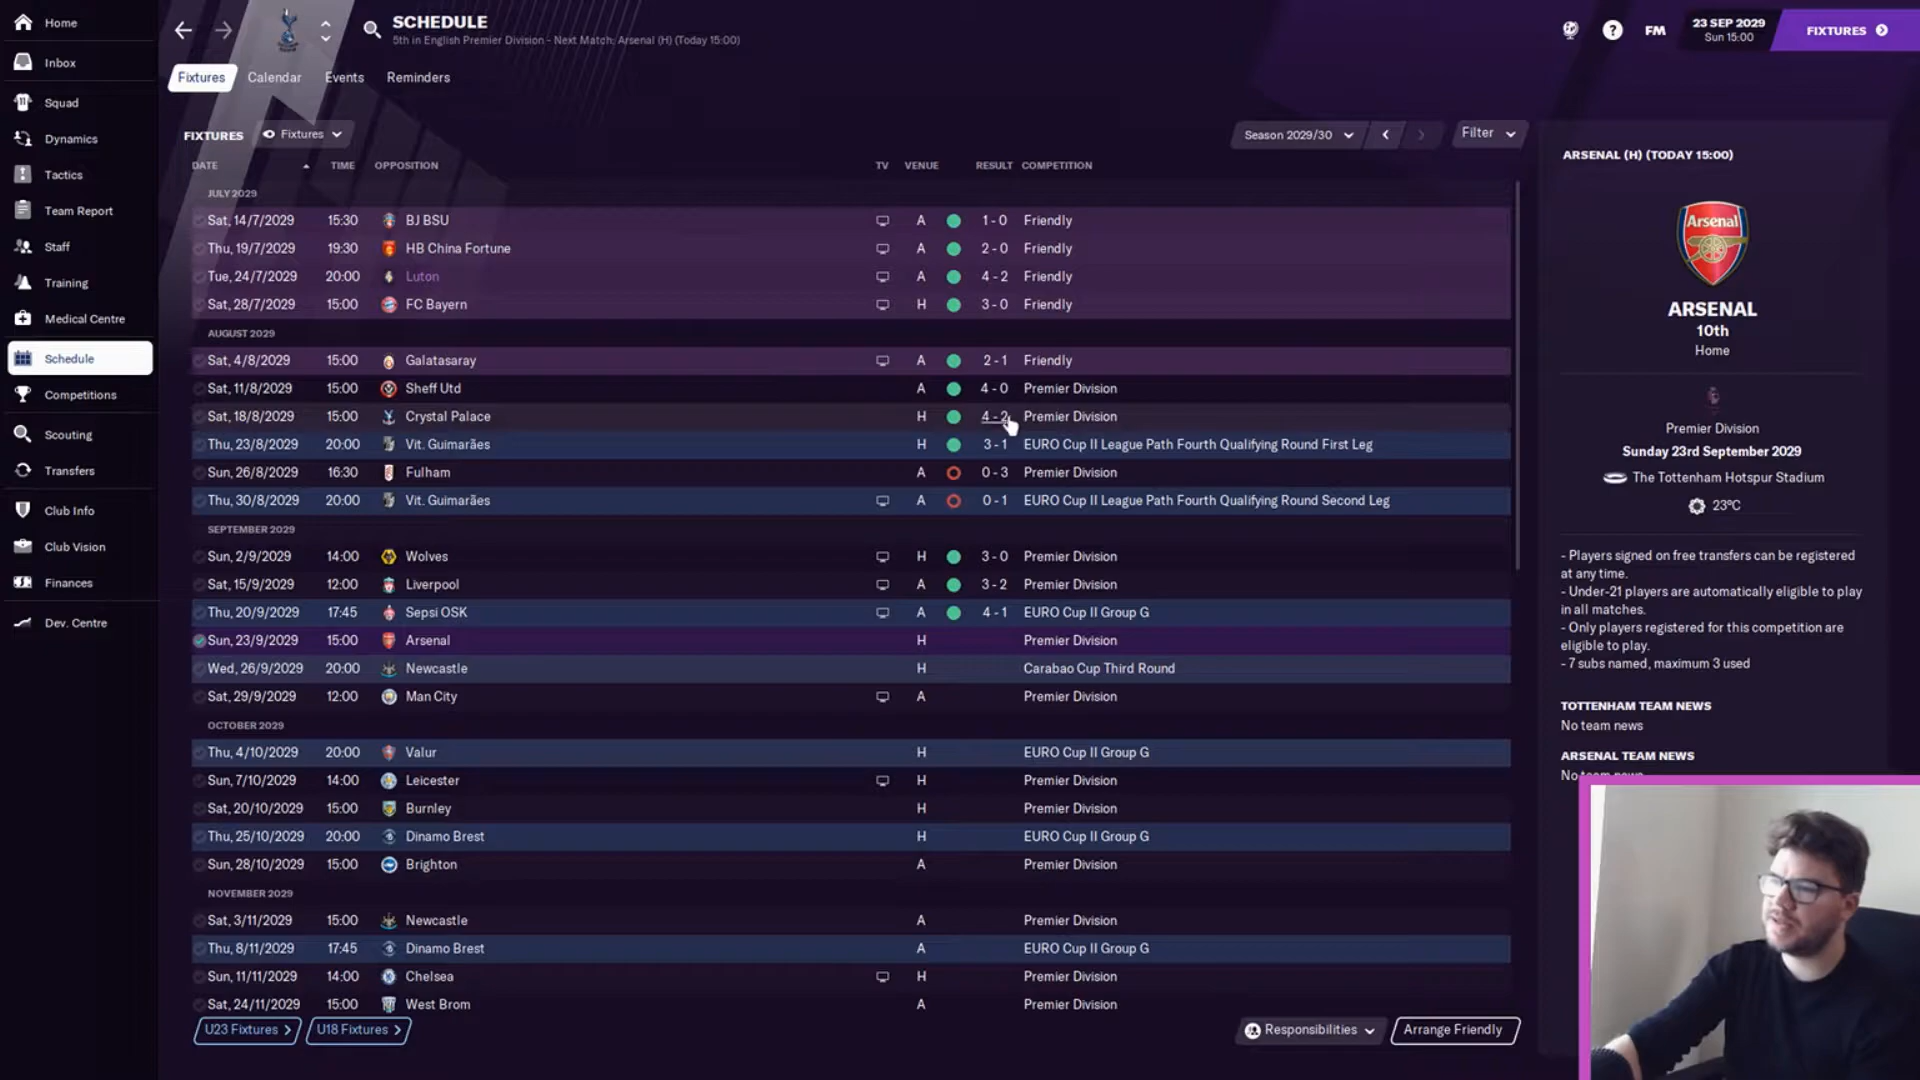 Home
Inbox
Squad
Dynamics
Tactics
Team Report
Staff
Training
Medical Centre
Schedule
Competitions
Scouting
Transfers
Club Info
Club Vision
Finances
Dev. Centre
SCHEDULE
5th in English Premier Division - Next Match: Arsenal (H) (Today 15:00)
FM
23 SEP 2029
Sun 15:00
FIXTURES
Fixtures Calendar Events Reminders
FIXTURES Fixtures
Season 2029/30
Filter
DATE TIME OPPOSITION TV VENUE RESULT COMPETITION
JULY 2029
Sat, 14/7/2029 15:30 BJ BSU A 1 - 0 Friendly
Thu, 19/7/2029 19:30 HB China Fortune A 2 - 0 Friendly
Tue, 24/7/2029 20:00 Luton A 4 - 2 Friendly
Sat, 28/7/2029 15:00 FC Bayern H 3 - 0 Friendly
AUGUST 2029
Sat, 4/8/2029 15:00 Galatasaray A 2 - 1 Friendly
Sat, 11/8/2029 15:00 Sheff Utd A 4 - 0 Premier Division
Sat, 18/8/2029 15:00 Crystal Palace H 4 - 2 Premier Division
Thu, 23/8/2029 20:00 Vit. Guimarães H 3 - 1 EURO Cup II League Path Fourth Qualifying Round First Leg
Sun, 26/8/2029 16:30 Fulham A 0 - 3 Premier Division
Thu, 30/8/2029 20:00 Vit. Guimarães A 0 - 1 EURO Cup II League Path Fourth Qualifying Round Second Leg
SEPTEMBER 2029
Sun, 2/9/2029 14:00 Wolves H 3 - 0 Premier Division
Sat, 15/9/2029 12:00 Liverpool A 3 - 2 Premier Division
Thu, 20/9/2029 17:45 Sepsi OSK A 4 - 1 EURO Cup II Group G
Sun, 23/9/2029 15:00 Arsenal H Premier Division
Wed, 26/9/2029 20:00 Newcastle H Carabao Cup Third Round
Sat, 29/9/2029 12:00 Man City A Premier Division
OCTOBER 2029
Thu, 4/10/2029 20:00 Valur H EURO Cup II Group G
Sun, 7/10/2029 14:00 Leicester H Premier Division
Sat, 20/10/2029 15:00 Burnley H Premier Division
Thu, 25/10/2029 20:00 Dinamo Brest H EURO Cup II Group G
Sun, 28/10/2029 15:00 Brighton A Premier Division
NOVEMBER 2029
Sat, 3/11/2029 15:00 Newcastle A Premier Division
Thu, 8/11/2029 17:45 Dinamo Brest A EURO Cup II Group G
Sun, 11/11/2029 14:00 Chelsea H Premier Division
Sat, 24/11/2029 15:00 West Brom A Premier Division
U23 Fixtures U18 Fixtures
Responsibilities
Arrange Friendly
ARSENAL (H) (TODAY 15:00)
Arsenal
ARSENAL
10th
Home
Premier Division
Sunday 23rd September 2029
The Tottenham Hotspur Stadium
23°C
- Players signed on free transfers can be registered
at any time.
- Under-21 players are automatically eligible to play
in all matches.
- Only players registered for this competition are
eligible to play.
- 7 subs named, maximum 3 used
TOTTENHAM TEAM NEWS
No team news
ARSENAL TEAM NEWS
No team news